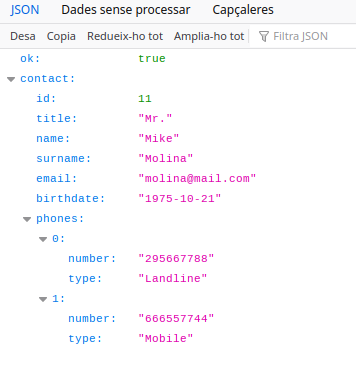 JSON Dades sense processar Capçaleres
Desa Copia Redueix-ho tot Amplia-ho tot Filtra JSON
ok: true
contact:
id: 11
title: "Mr."
name: "Mike"
surname: "Molina"
email: "molina@mail.com"
birthdate: "1975-10-21"
phones:
0:
number: "295667788"
type: "Landline"
1:
number: "666557744"
type: "Mobile"